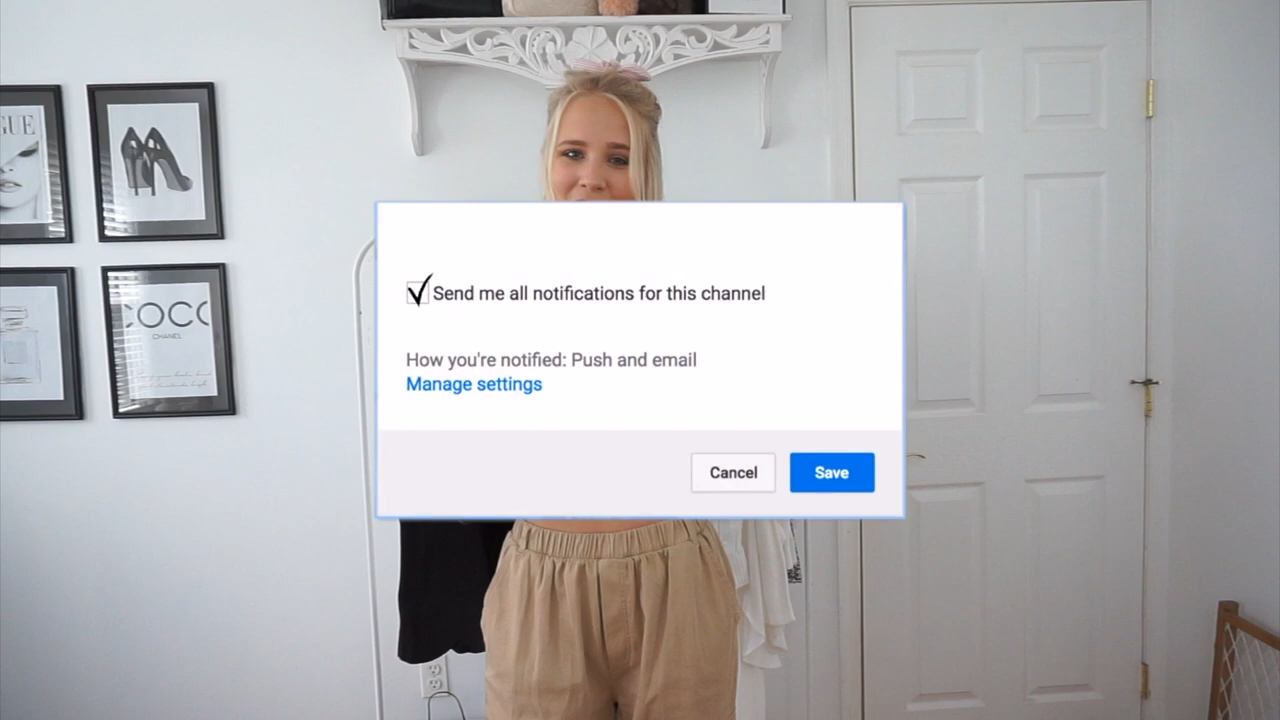 GUE
COCO
CHANEL
Send me all notifications for this channel
How you're notified: Push and email
Manage settings
Cancel
Save